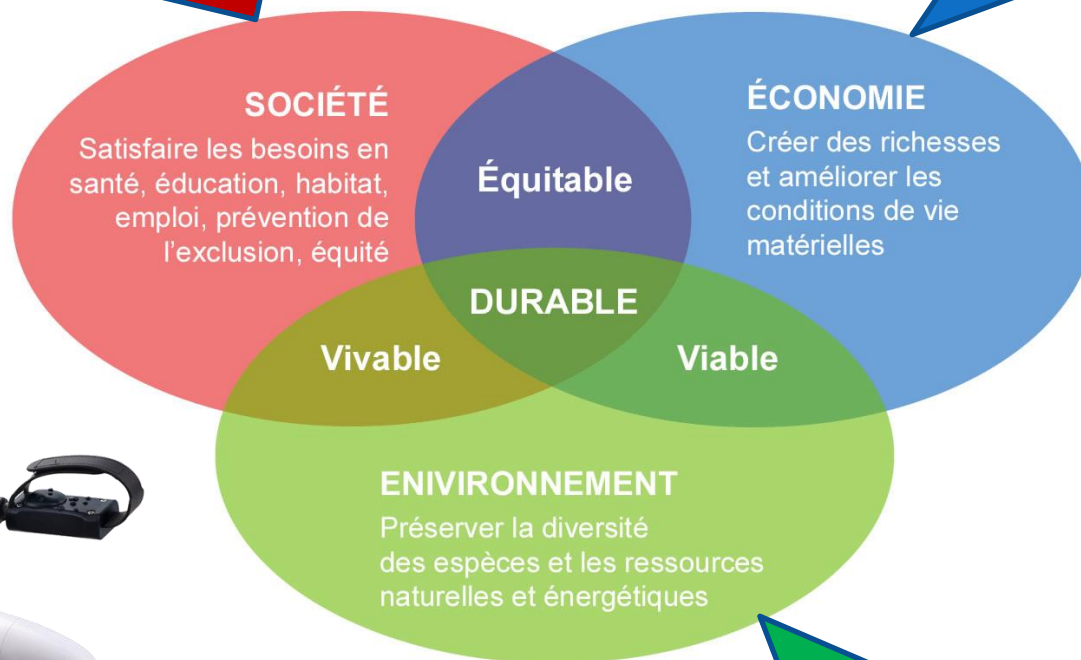 SOCIÉTÉ
Satisfaire les besoins en
santé, éducation, habitat,
emploi, prévention de
l'exclusion, équité
Équitable
ÉCONOMIE
Créer des richesses
et améliorer les
conditions de vie
matérielles
DURABLE
Vivable
Viable
ENIVIRONNEMENT
Préserver la diversité
des espèces et les ressources
naturelles et énergétiques